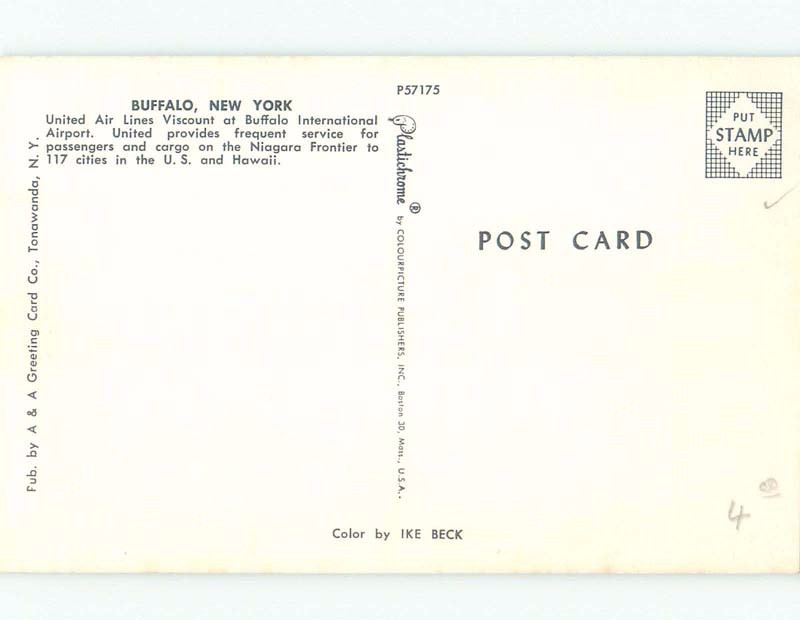 P57175
BUFFALO, NEW YORK
United Air Lines Viscount at Buffalo International
Airport. United provides frequent service for
passengers and cargo on the Niagara Frontier to
117 cities in the U. S. and Hawaii.
Pub. by A & A Greeting Card Co., Tonawanda, N. Y.
Plastichrome ® by COLOURPICTURE PUBLISHERS, INC., Boston 30, Mass., U.S.A.
PUT
STAMP
HERE
POST CARD
4
Color by IKE BECK